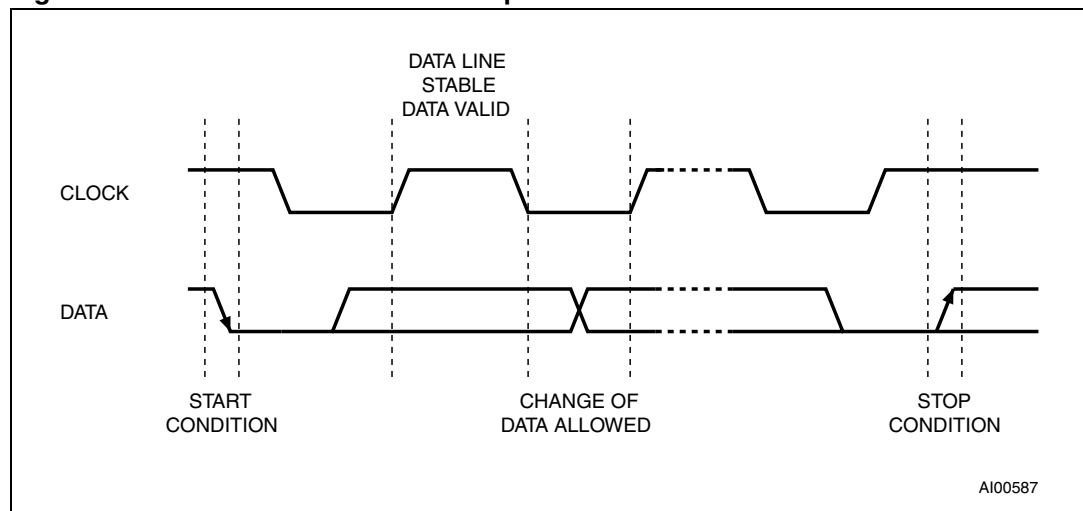 DATA LINE
STABLE
DATA VALID
CLOCK
DATA
START
CONDITION
CHANGE OF
DATA ALLOWED
STOP
CONDITION
AI00587